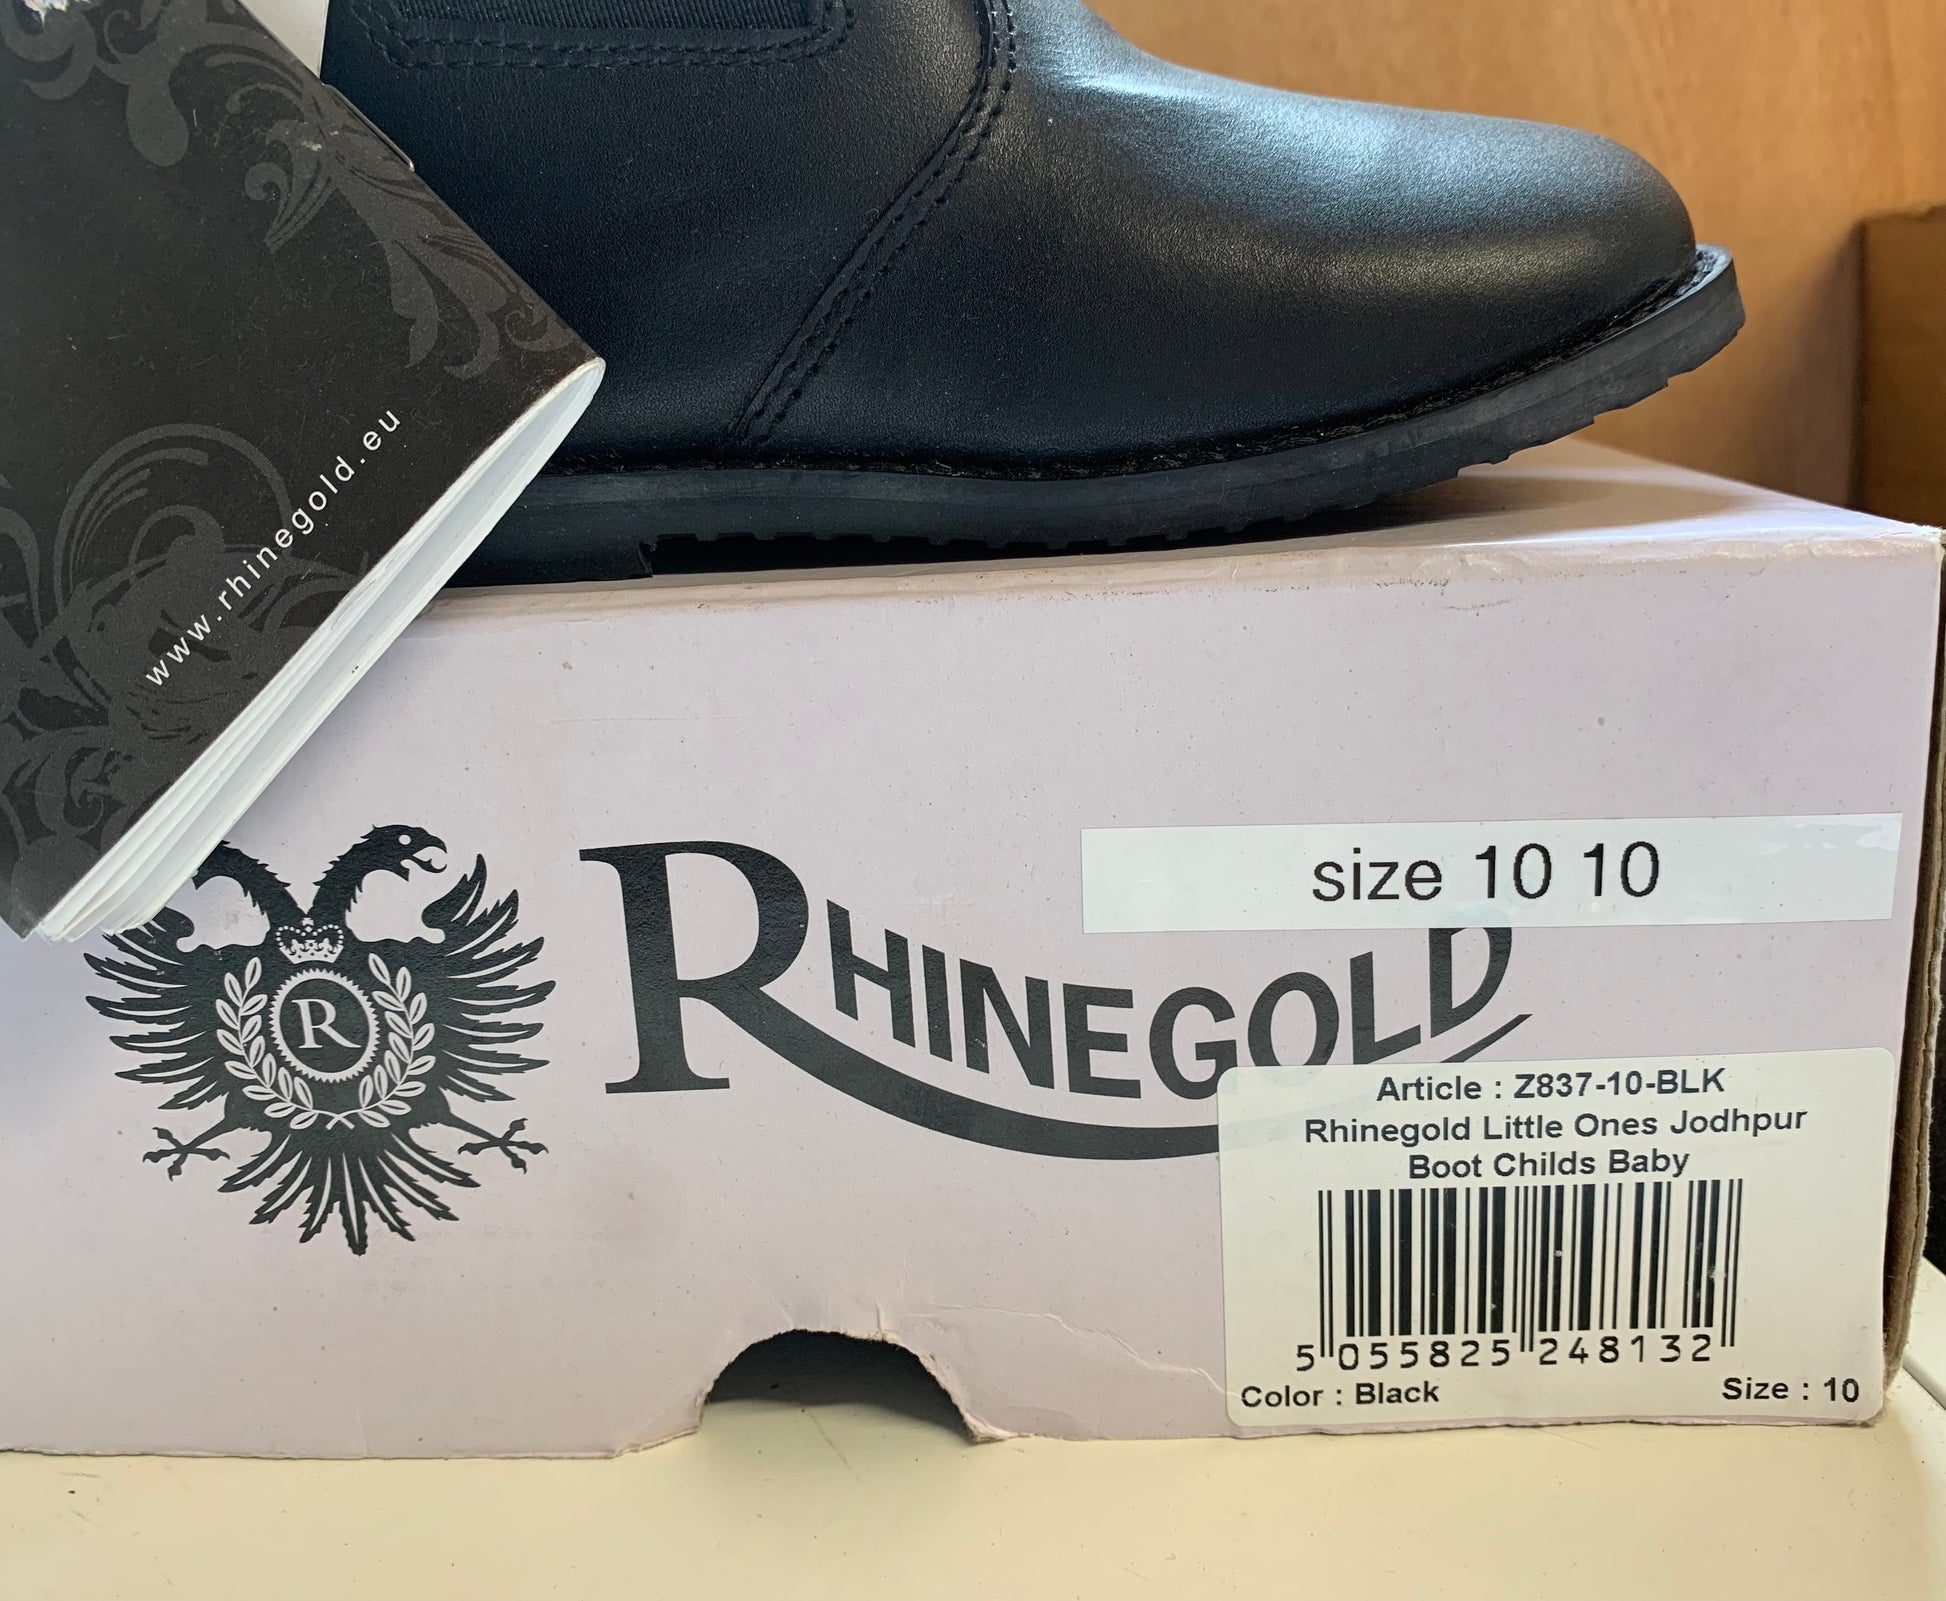 www.rhinegold.eu
size 10 10
R
RHINEGOLD
Article : Z837-10-BLK
Rhinegold Little Ones Jodhpur
Boot Childs Baby
5 055825 248132
Color : Black
Size : 10